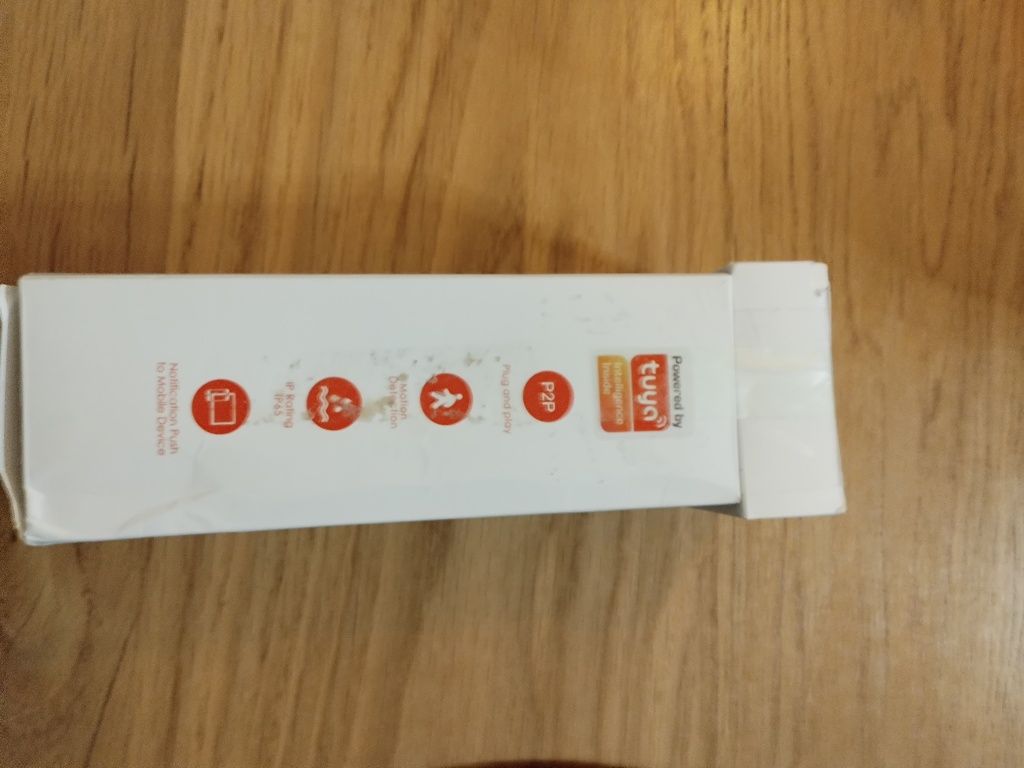 Powered by
tuya
Intelligence
Inside
P2P
Plug and play
Motion
Detection
IP Rating
IP65
Notification Push
to Mobile Device